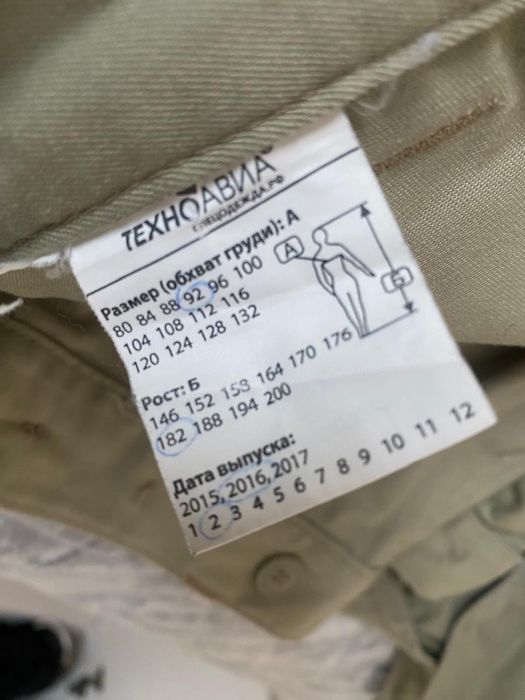 ТЕХНОАВИА
СПЕЦОДЕЖДА.РФ
Размер (обхват груди): А
80 84 88 92 96 100
104 108 112 116
120 124 128 132
А
Б
Рост: Б
146 152 158 164 170 176
182 188 194 200
Дата выпуска:
2015, 2016, 2017
1 2 3 4 5 6 7 8 9 10 11 12